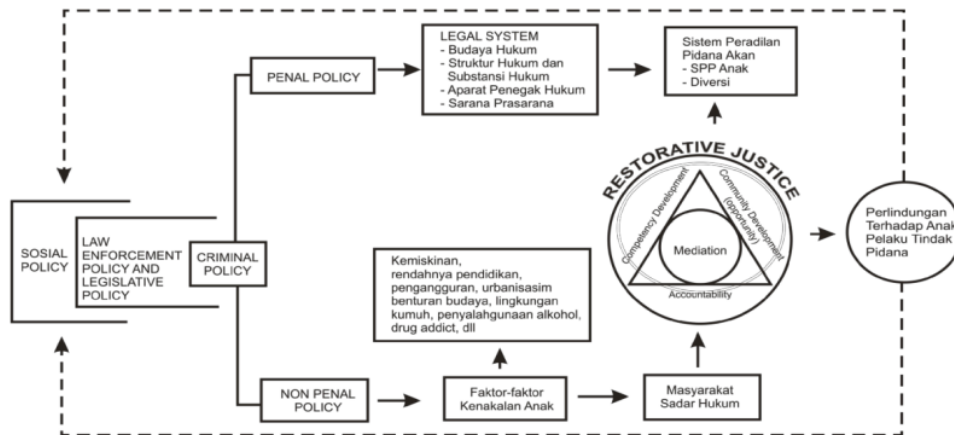 LEGAL SYSTEM
- Budaya Hukum
- Struktur Hukum dan
Substansi Hukum
- Aparat Penegak Hukum
- Sarana Prasarana
Sistem Peradilan
Pidana Akan
- SPP Anak
- Diversi
PENAL POLICY
RESTORATIVE JUSTICE
Competency Development
Community Development
(opportunity)
Mediation
Accountability
Perlindungan
Terhadap Anak
Pelaku Tindak
Pidana
SOSIAL
POLICY
LAW
ENFORCEMENT
POLICY AND
LEGISLATIVE
POLICY
CRIMINAL
POLICY
Kemiskinan,
rendahnya pendidikan,
pengangguran, urbanisasim
benturan budaya, lingkungan
kumuh, penyalahgunaan alkohol,
drug addict, dll
NON PENAL
POLICY
Faktor-faktor
Kenakalan Anak
Masyarakat
Sadar Hukum